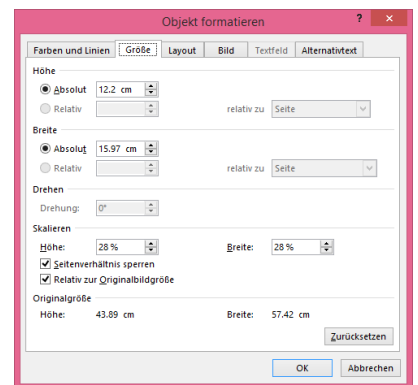 Objekt formatieren ? ×
Farben und Linien Größe Layout Bild Textfeld Alternativtext
Höhe
Absolut 12.2 cm
Relativ relativ zu Seite
Breite
Absolut 15.97 cm
Relativ relativ zu Seite
Drehen
Drehung: 0°
Skalieren
Höhe: 28 % Breite: 28 %
Seitenverhältnis sperren
Relativ zur Originalbildgröße
Originalgröße
Höhe: 43.89 cm Breite: 57.42 cm
Zurücksetzen
OK Abbrechen